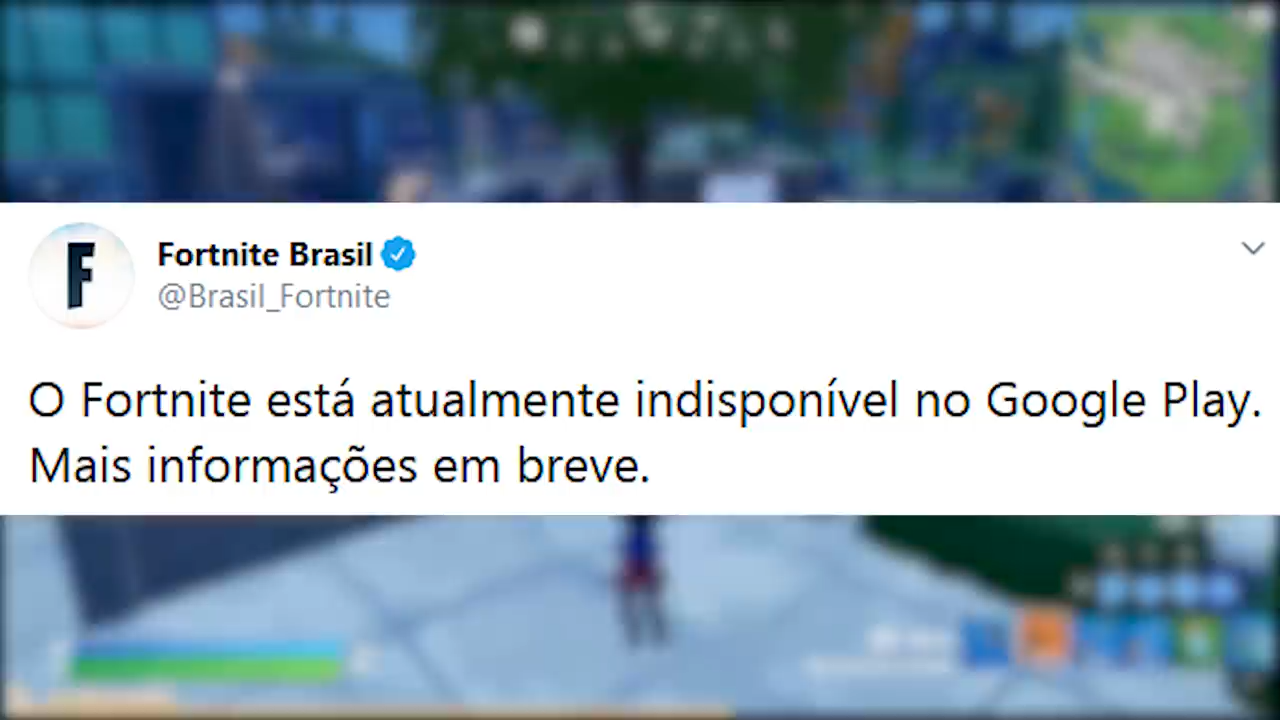 F
Fortnite Brasil
@Brasil_Fortnite
O Fortnite está atualmente indisponível no Google Play.
Mais informações em breve.